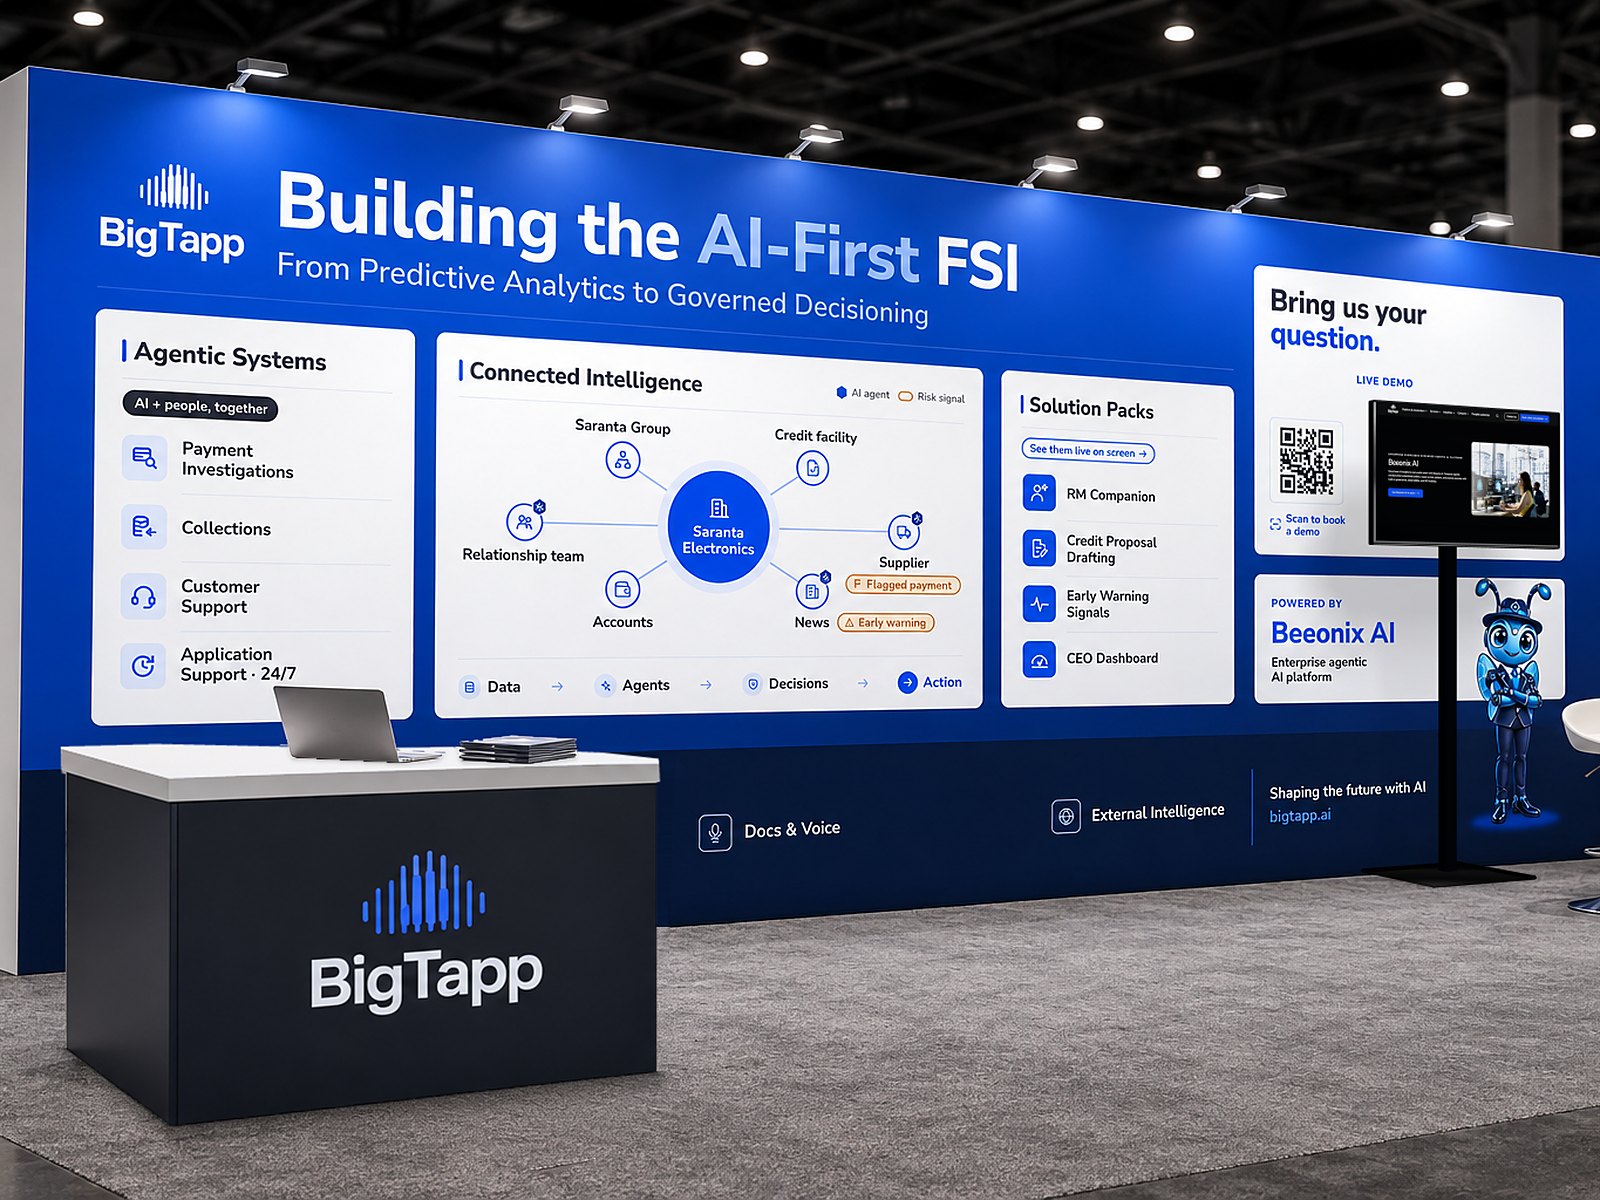 BigTapp
Building the AI-First FSI
From Predictive Analytics to Governed Decisioning
Agentic Systems
AI + people, together
Payment
Investigations
Collections
Customer
Support
Application
Support · 24/7
Connected Intelligence
AI agent
Risk signal
Saranta Group
Credit facility
Saranta
Electronics
Relationship team
Supplier
Flagged payment
Accounts
News
Early warning
Data
Agents
Decisions
Action
Solution Packs
See them live on screen →
RM Companion
Credit Proposal
Drafting
Early Warning
Signals
CEO Dashboard
Bring us your
question.
LIVE DEMO
Beeonix AI
Scan to book
a demo
POWERED BY
Beeonix AI
Enterprise agentic
AI platform
Docs & Voice
External Intelligence
Shaping the future with AI
bigtapp.ai
BigTapp